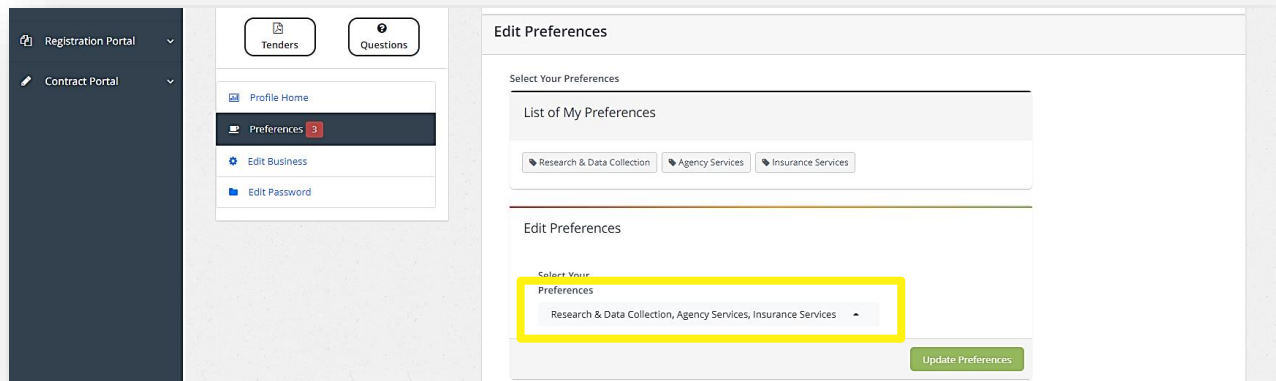 Registration Portal
Contract Portal
Tenders
Questions
Profile Home
Preferences 3
Edit Business
Edit Password
Edit Preferences
Select Your Preferences
List of My Preferences
Research & Data Collection Agency Services Insurance Services
Edit Preferences
Select Your
Preferences
Research & Data Collection, Agency Services, Insurance Services
Update Preferences